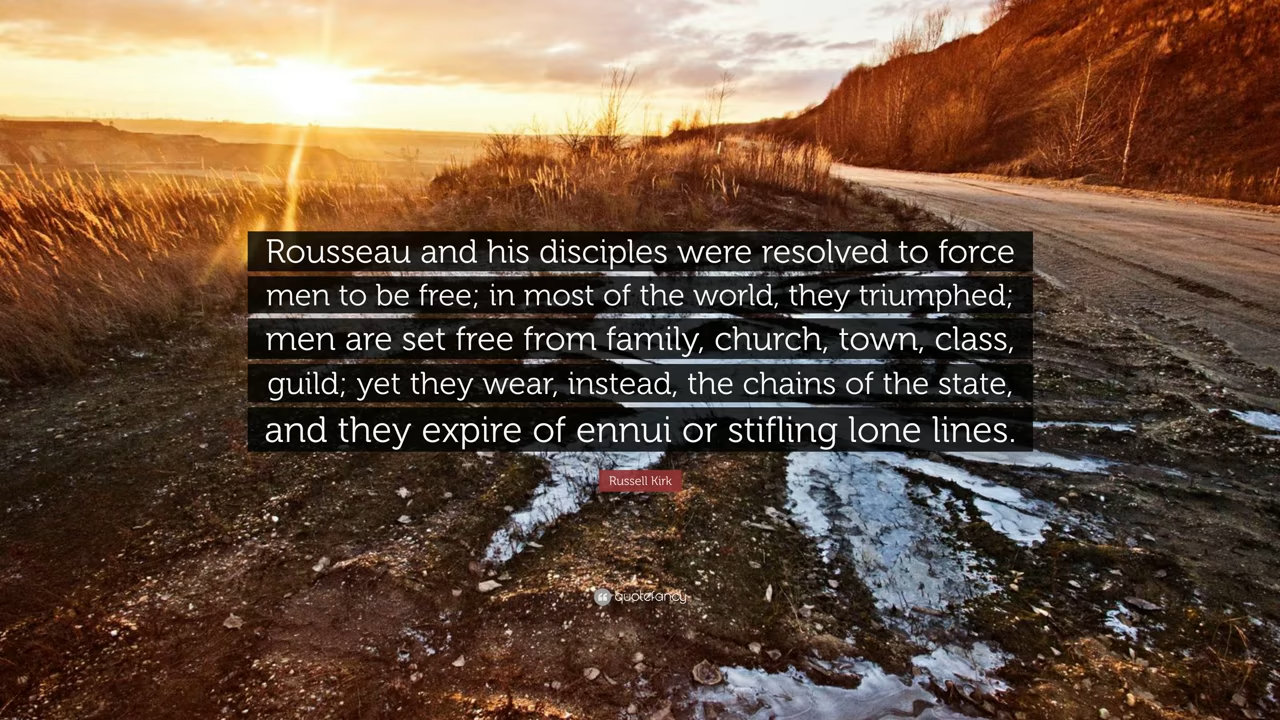 Rousseau and his disciples were resolved to force
men to be free; in most of the world, they triumphed;
men are set free from family, church, town, class,
guild; yet they wear, instead, the chains of the state,
and they expire of ennui or stifling lone lines.
Russell Kirk
quotefancy